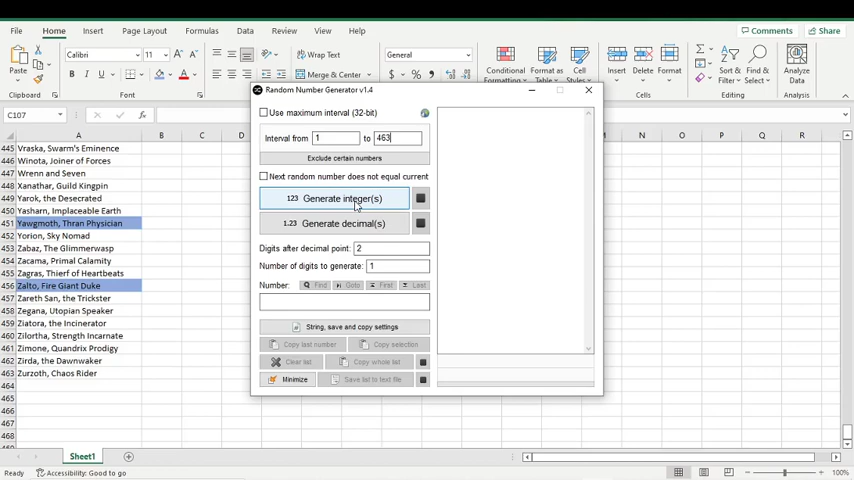 File Home Insert Page Layout Formulas Data Review View Help Comments Share
Calibri 11 A A Wrap Text General
Paste B I U Merge & Center $ % Conditional Formatting Format as Table Cell Styles Insert Delete Format Sort & Filter Find & Select Analyze Data
Clipboard Font Analysis
C107 fx
A B C D N O P Q R
445 Vraska, Swarm's Eminence
446 Winota, Joiner of Forces
447 Wrenn and Seven
448 Xanathar, Guild Kingpin
449 Yarok, the Desecrated
450 Yasharn, Implaceable Earth
451 Yawgmoth, Thran Physician
452 Yorion, Sky Nomad
453 Zabaz, The Glimmerwasp
454 Zacama, Primal Calamity
455 Zagras, Thierf of Heartbeats
456 Zalto, Fire Giant Duke
457 Zareth San, the Trickster
458 Zegana, Utopian Speaker
459 Ziatora, the Incinerator
460 Zilortha, Strength Incarnate
461 Zimone, Quandrix Prodigy
462 Zirda, the Dawnwaker
463 Zurzoth, Chaos Rider
464
465
466
467
468
Random Number Generator v1.4
Use maximum interval (32-bit)
Interval from 1 to 463
Exclude certain numbers
Next random number does not equal current
123 Generate integer(s)
1.23 Generate decimal(s)
Digits after decimal point: 2
Number of digits to generate: 1
Number: Find Goto First Last
String, save and copy settings
Copy last number Copy selection
Clear list Copy whole list
Minimize Save list to text file
Sheet1
Ready Accessibility: Good to go 100%